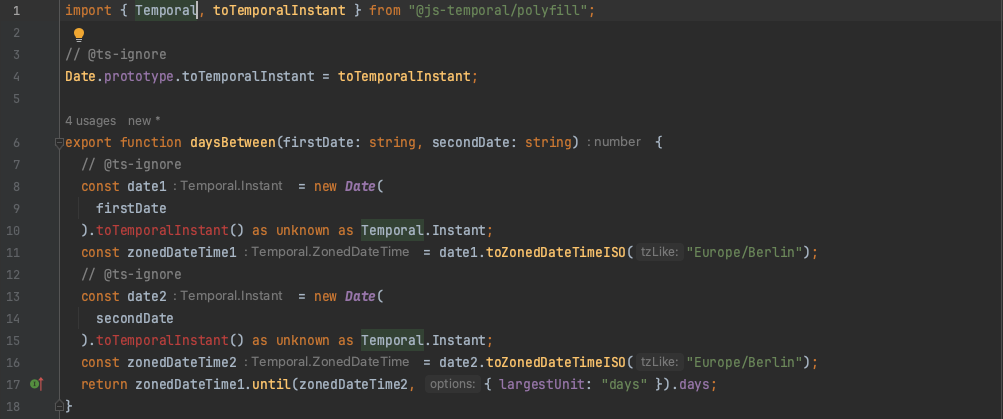 1 import { Temporal, toTemporalInstant } from "@js-temporal/polyfill";
2
3 // @ts-ignore
4 Date.prototype.toTemporalInstant = toTemporalInstant;
5
4 usages new *
6 export function daysBetween(firstDate: string, secondDate: string) : number {
7 // @ts-ignore
8 const date1 : Temporal.Instant = new Date(
9 firstDate
10 ).toTemporalInstant() as unknown as Temporal.Instant;
11 const zonedDateTime1 : Temporal.ZonedDateTime = date1.toZonedDateTimeISO( tzLike: "Europe/Berlin");
12 // @ts-ignore
13 const date2 : Temporal.Instant = new Date(
14 secondDate
15 ).toTemporalInstant() as unknown as Temporal.Instant;
16 const zonedDateTime2 : Temporal.ZonedDateTime = date2.toZonedDateTimeISO( tzLike: "Europe/Berlin");
17 return zonedDateTime1.until(zonedDateTime2, options: { largestUnit: "days" }).days;
18 }